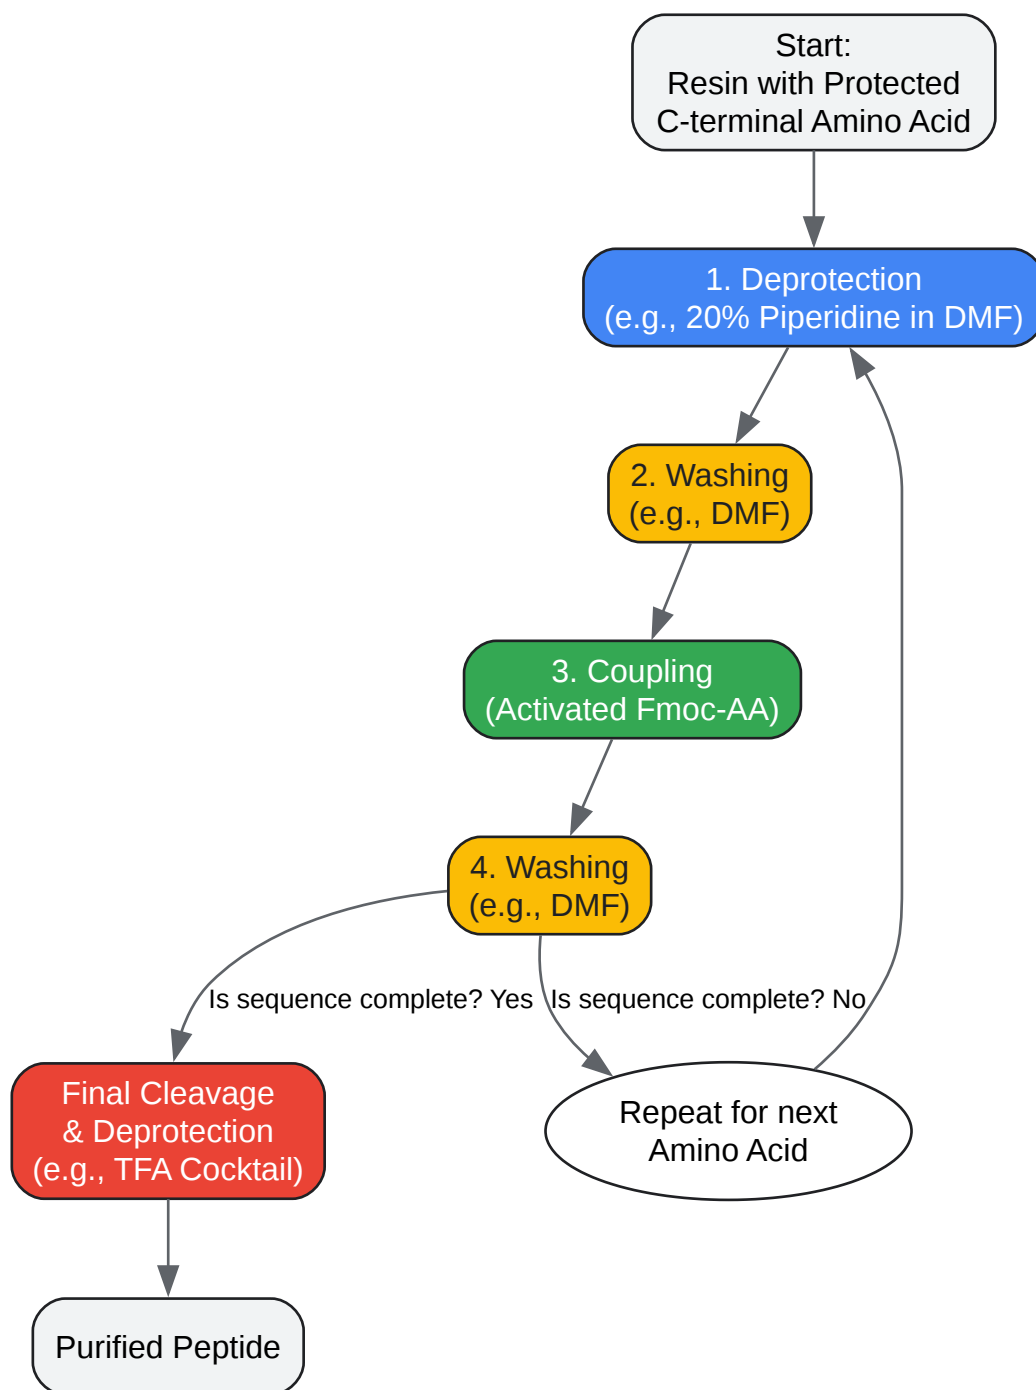 Start:
Resin with Protected
C-terminal Amino Acid
1. Deprotection
(e.g., 20% Piperidine in DMF)
2. Washing
(e.g., DMF)
3. Coupling
(Activated Fmoc-AA)
4. Washing
(e.g., DMF)
Is sequence complete? Yes
Is sequence complete? No
Final Cleavage
& Deprotection
(e.g., TFA Cocktail)
Repeat for next
Amino Acid
Purified Peptide